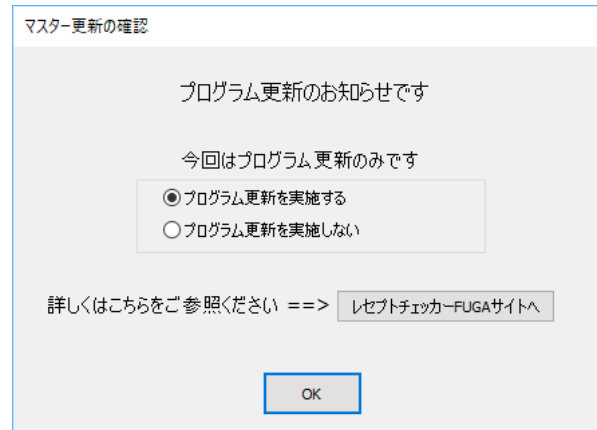 マスター更新の確認
プログラム更新のお知らせです
今回はプログラム更新のみです
プログラム更新を実施する
プログラム更新を実施しない
詳しくはこちらをご参照ください ==> レセプトチェッカーFUGAサイトへ
OK